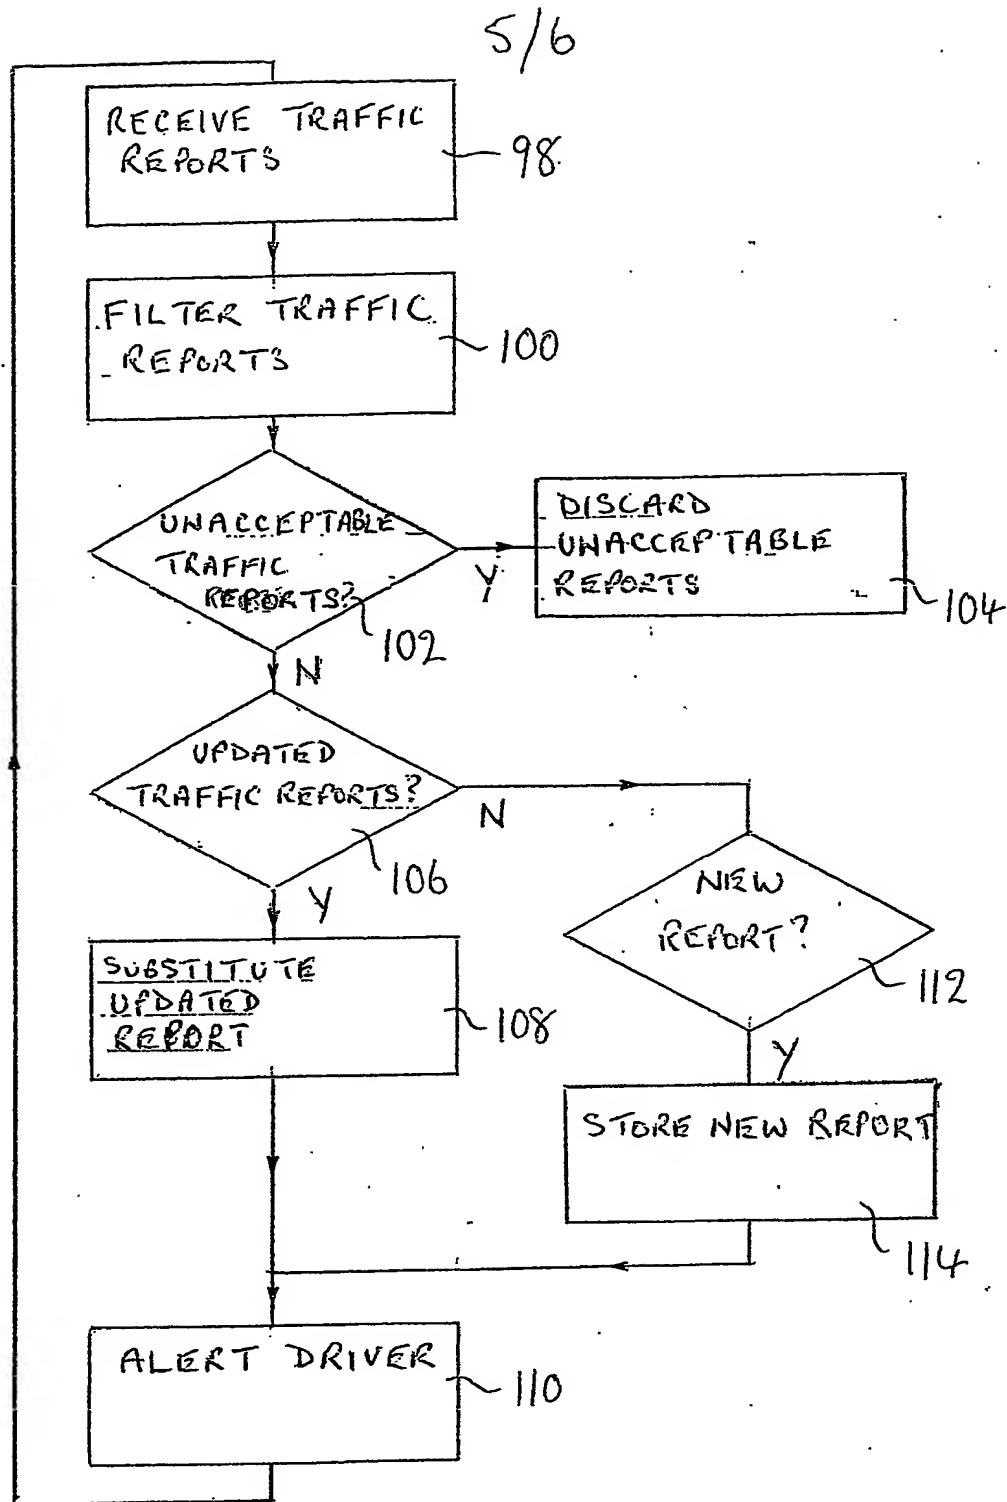 5/6
RECEIVE TRAFFIC
REPORTS
98
FILTER TRAFFIC
REPORTS
100
UNACCEPTABLE
TRAFFIC
REPORTS?
102
Y
DISCARD
UNACCEPTABLE
REPORTS
104
N
UPDATED
TRAFFIC REPORTS?
106
N
Y
NEW
REPORT?
112
SUBSTITUTE
UPDATED
REPORT
108
Y
STORE NEW REPORT
114
ALERT DRIVER
110